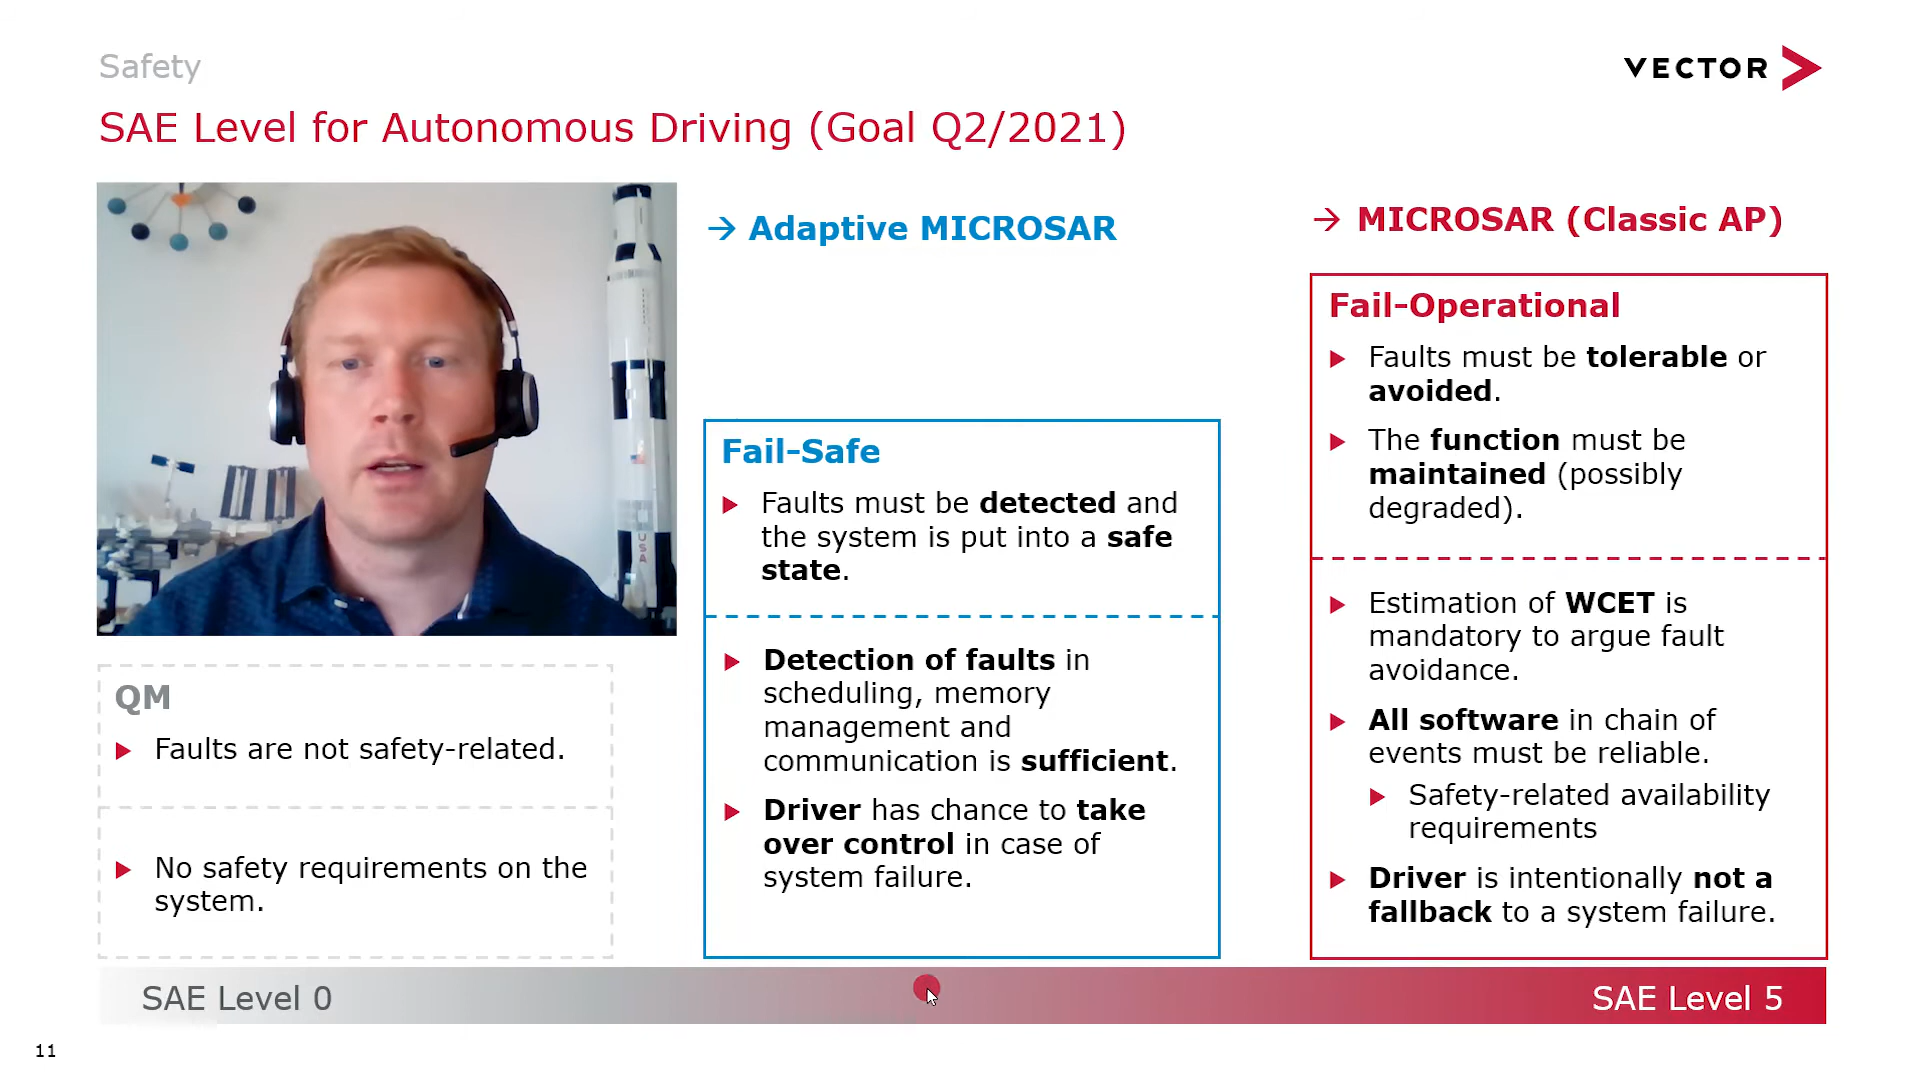 Safety
VECTOR
SAE Level for Autonomous Driving (Goal Q2/2021)
→ Adaptive MICROSAR
→ MICROSAR (Classic AP)
USA
QM
Faults are not safety-related.
No safety requirements on the
system.
Fail-Safe
Faults must be detected and
the system is put into a safe
state.
Detection of faults in
scheduling, memory
management and
communication is sufficient.
Driver has chance to take
over control in case of
system failure.
Fail-Operational
Faults must be tolerable or
avoided.
The function must be
maintained (possibly
degraded).
Estimation of WCET is
mandatory to argue fault
avoidance.
All software in chain of
events must be reliable.
Safety-related availability
requirements
Driver is intentionally not a
fallback to a system failure.
SAE Level 0
SAE Level 5
11